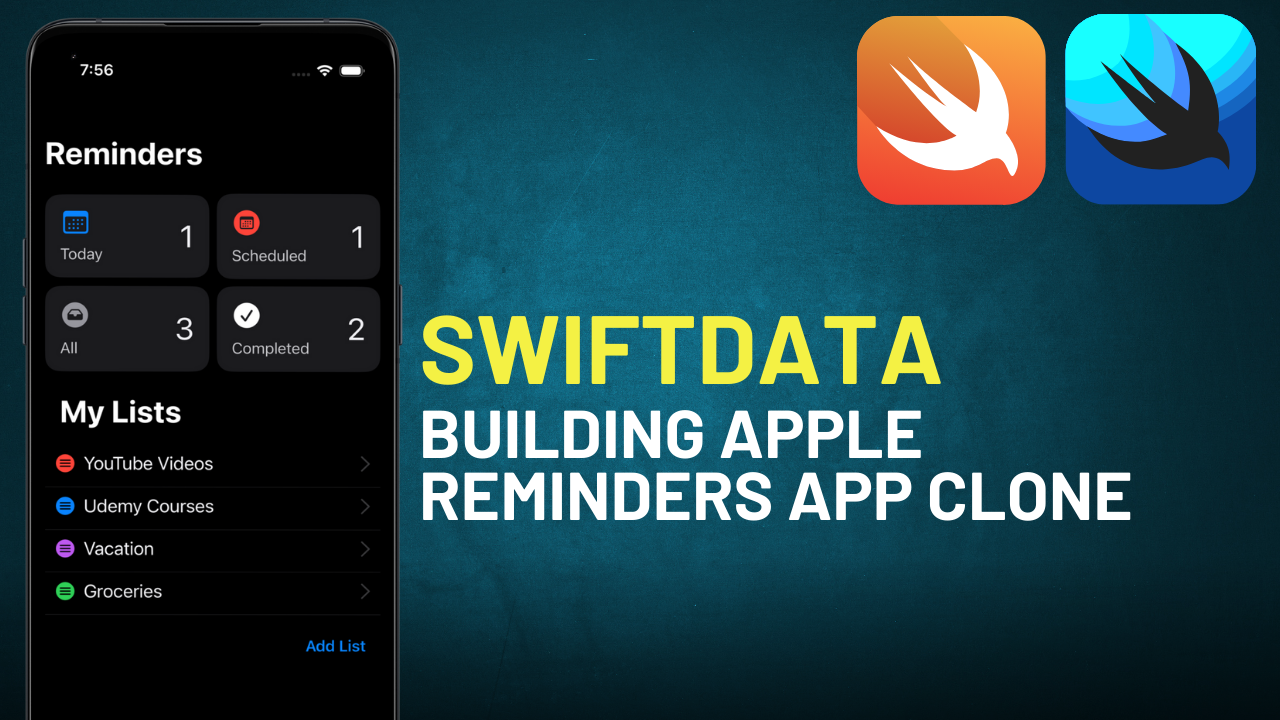 7:56
Reminders
1
Today
1
Scheduled
3
All
2
Completed
My Lists
YouTube Videos
Udemy Courses
Vacation
Groceries
Add List
SWIFTDATA
BUILDING APPLE
REMINDERS APP CLONE